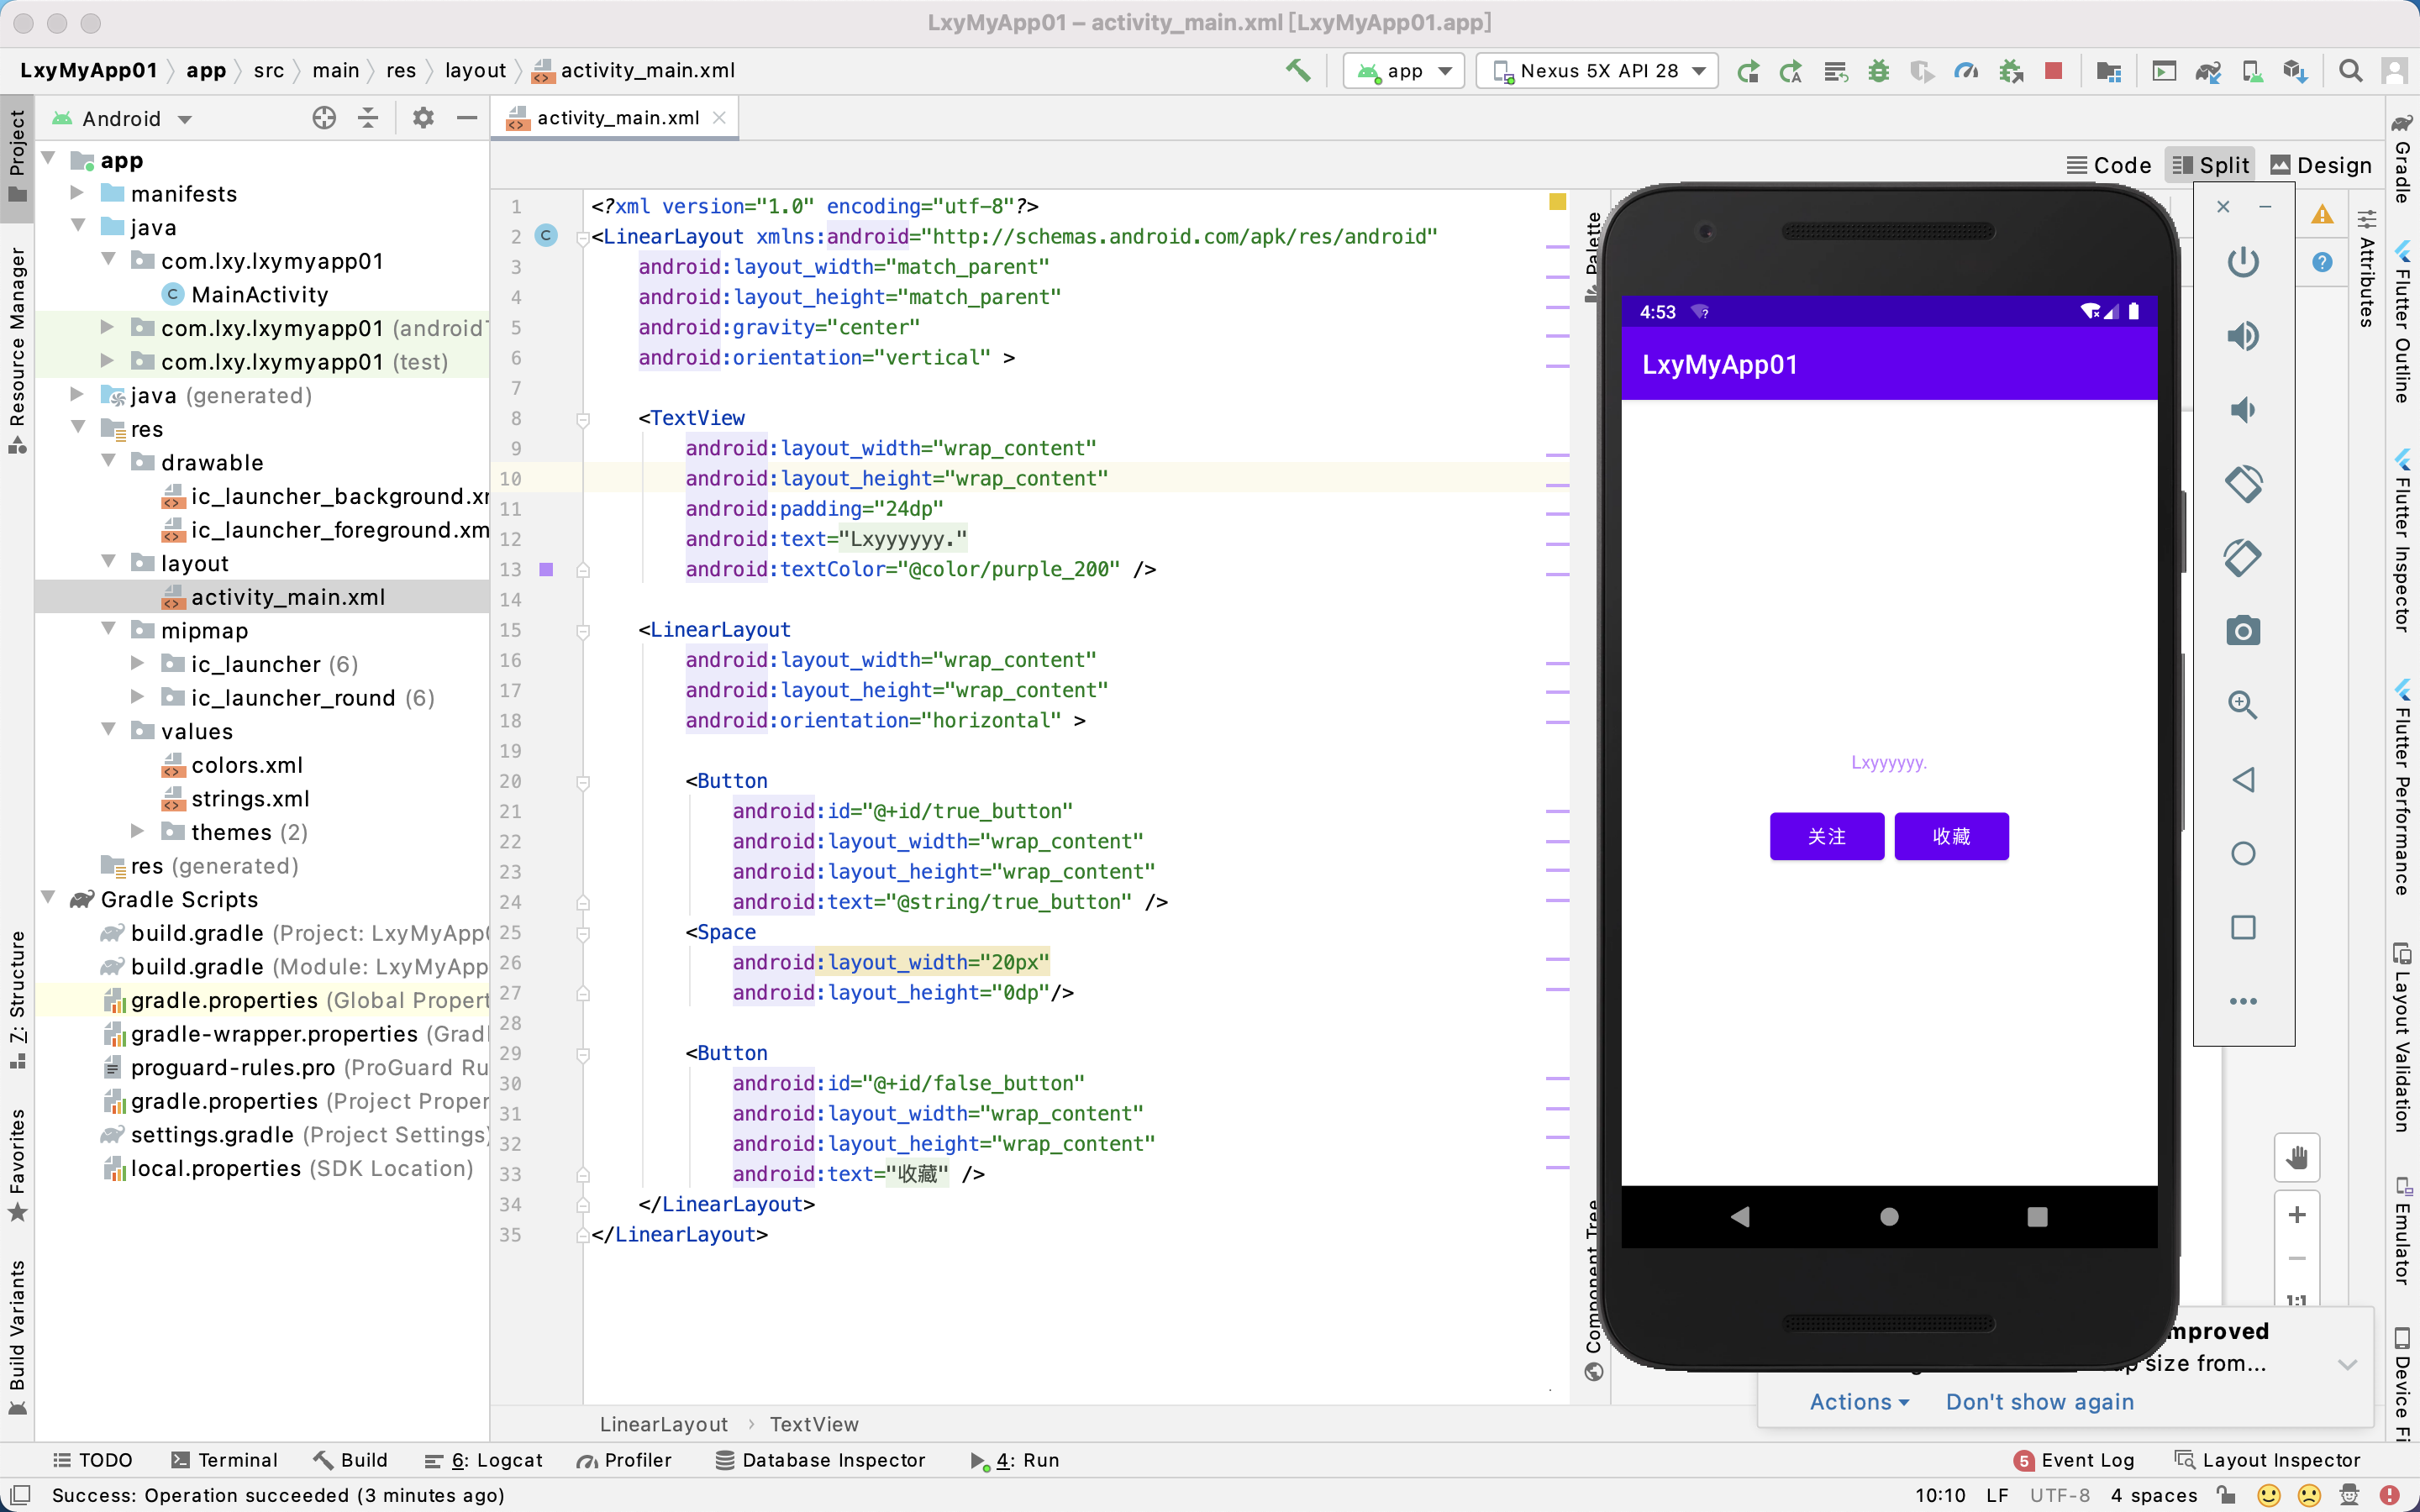 LxyMyApp01 – activity_main.xml [LxyMyApp01.app]
LxyMyApp01 app src main res layout activity_main.xml
app
Nexus 5X API 28
Project
Resource Manager
7: Structure
Favorites
Build Variants
Android
app
manifests
java
com.lxy.lxymyapp01
MainActivity
com.lxy.lxymyapp01 (android
com.lxy.lxymyapp01 (test)
java (generated)
res
drawable
ic_launcher_background.x
ic_launcher_foreground.xm
layout
activity_main.xml
mipmap
ic_launcher (6)
ic_launcher_round (6)
values
colors.xml
strings.xml
themes (2)
res (generated)
Gradle Scripts
build.gradle (Project: LxyMyApp
build.gradle (Module: LxyMyApp
gradle.properties (Global Propert
gradle-wrapper.properties (Grad
proguard-rules.pro (ProGuard Ru
gradle.properties (Project Proper
settings.gradle (Project Settings)
local.properties (SDK Location)
activity_main.xml
Code Split Design
1 <?xml version="1.0" encoding="utf-8"?>
2 <LinearLayout xmlns:android="http://schemas.android.com/apk/res/android"
3 android:layout_width="match_parent"
4 android:layout_height="match_parent"
5 android:gravity="center"
6 android:orientation="vertical" >
7
8 <TextView
9 android:layout_width="wrap_content"
10 android:layout_height="wrap_content"
11 android:padding="24dp"
12 android:text="Lxyyyyyy."
13 android:textColor="@color/purple_200" />
14
15 <LinearLayout
16 android:layout_width="wrap_content"
17 android:layout_height="wrap_content"
18 android:orientation="horizontal" >
19
20 <Button
21 android:id="@+id/true_button"
22 android:layout_width="wrap_content"
23 android:layout_height="wrap_content"
24 android:text="@string/true_button" />
25 <Space
26 android:layout_width="20px"
27 android:layout_height="0dp"/>
28
29 <Button
30 android:id="@+id/false_button"
31 android:layout_width="wrap_content"
32 android:layout_height="wrap_content"
33 android:text="收藏" />
34 </LinearLayout>
35 </LinearLayout>
LinearLayout › TextView
Palette
Component Tree
4:53
LxyMyApp01
Lxyyyyyy.
关注 收藏
Attributes
1:1
mproved
size from...
Actions Don't show again
Gradle
Flutter Outline
Flutter Inspector
Flutter Performance
Layout Validation
Emulator
Device Fi
TODO Terminal Build 6: Logcat Profiler Database Inspector 4: Run
5 Event Log Layout Inspector
Success: Operation succeeded (3 minutes ago)
10:10 LF UTF-8 4 spaces